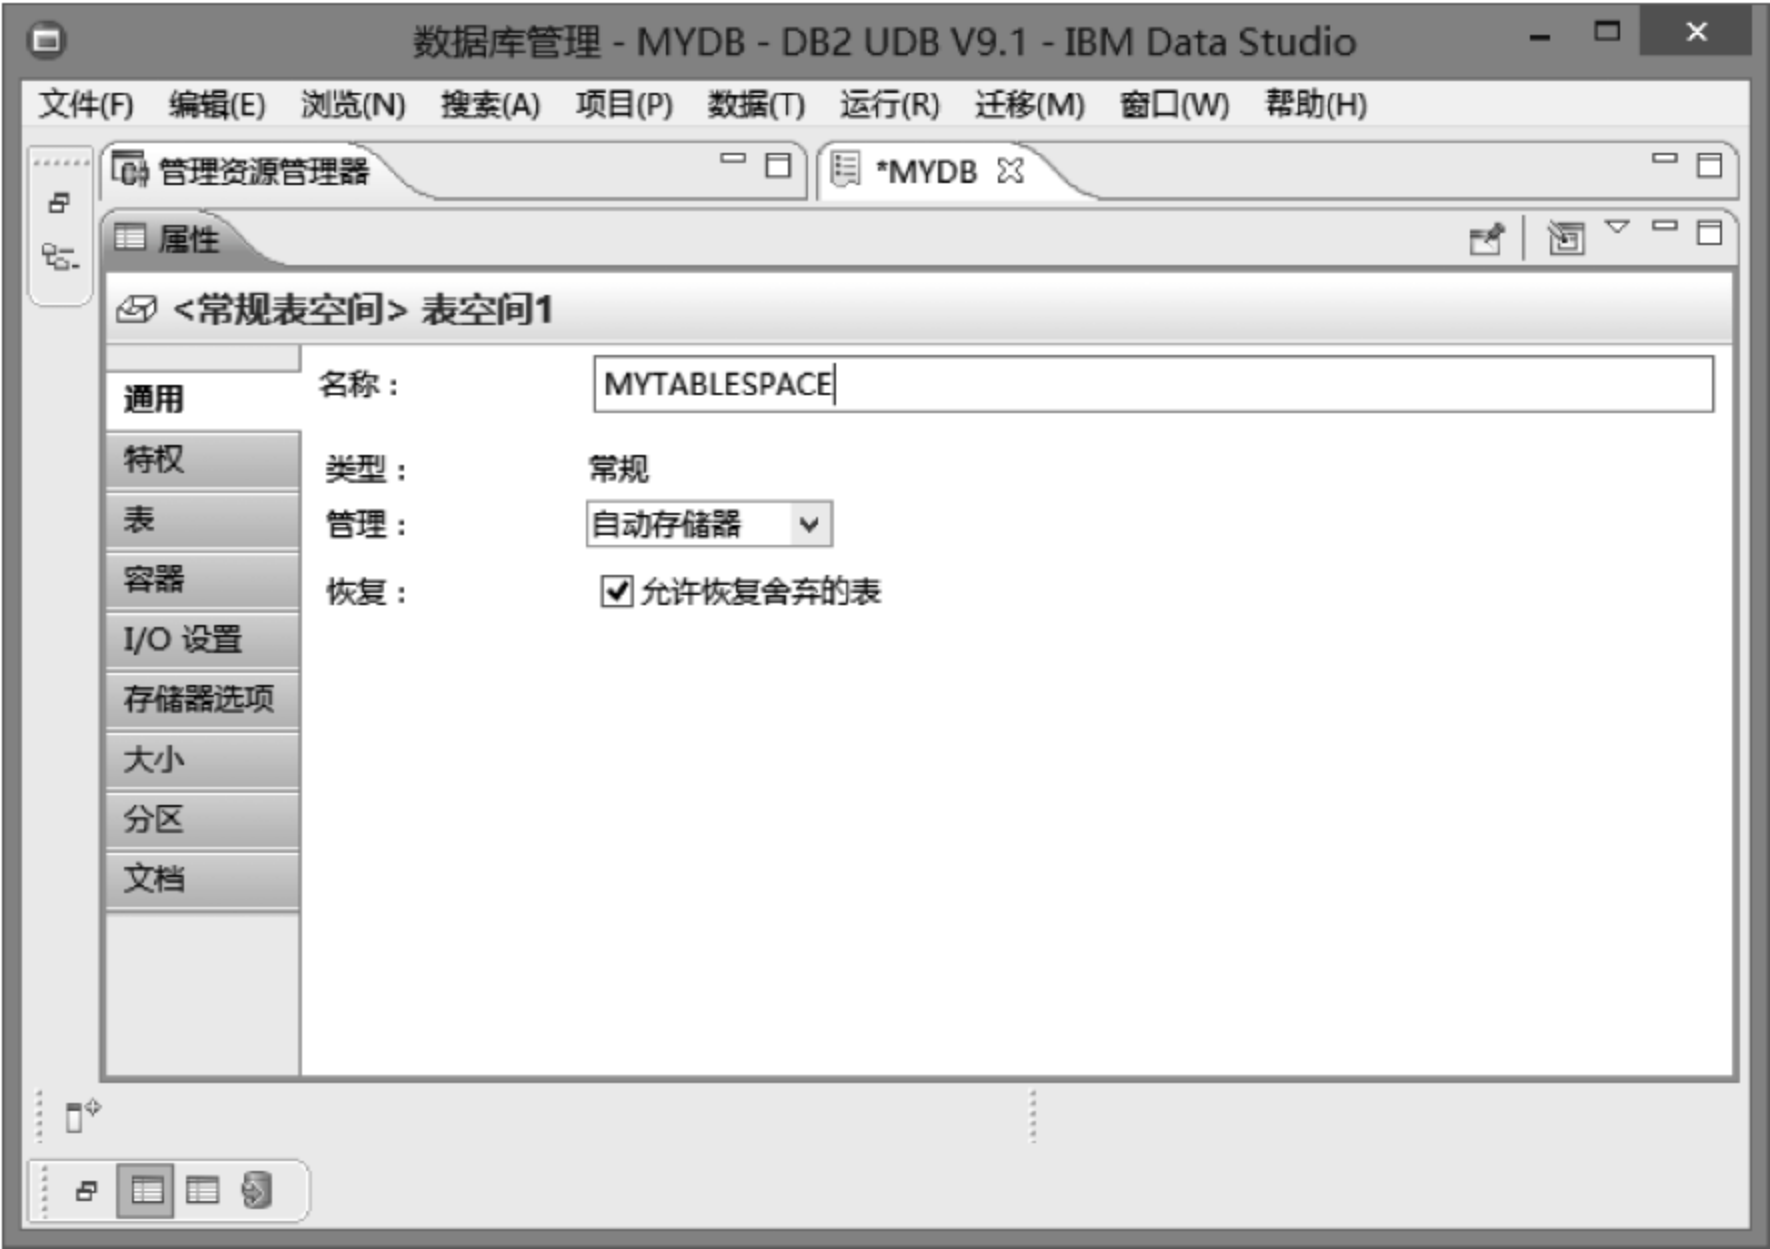 数据库管理 - MYDB - DB2 UDB V9.1 - IBM Data Studio
文件(F) 编辑(E) 浏览(N) 搜索(A) 项目(P) 数据(T) 运行(R) 迁移(M) 窗口(W) 帮助(H)
管理资源管理器 *MYDB
属性
<常规表空间> 表空间1
通用
名称： MYTABLESPACE
特权
类型： 常规
表
管理： 自动存储器
容器
恢复： 允许恢复舍弃的表
I/O 设置
存储器选项
大小
分区
文档